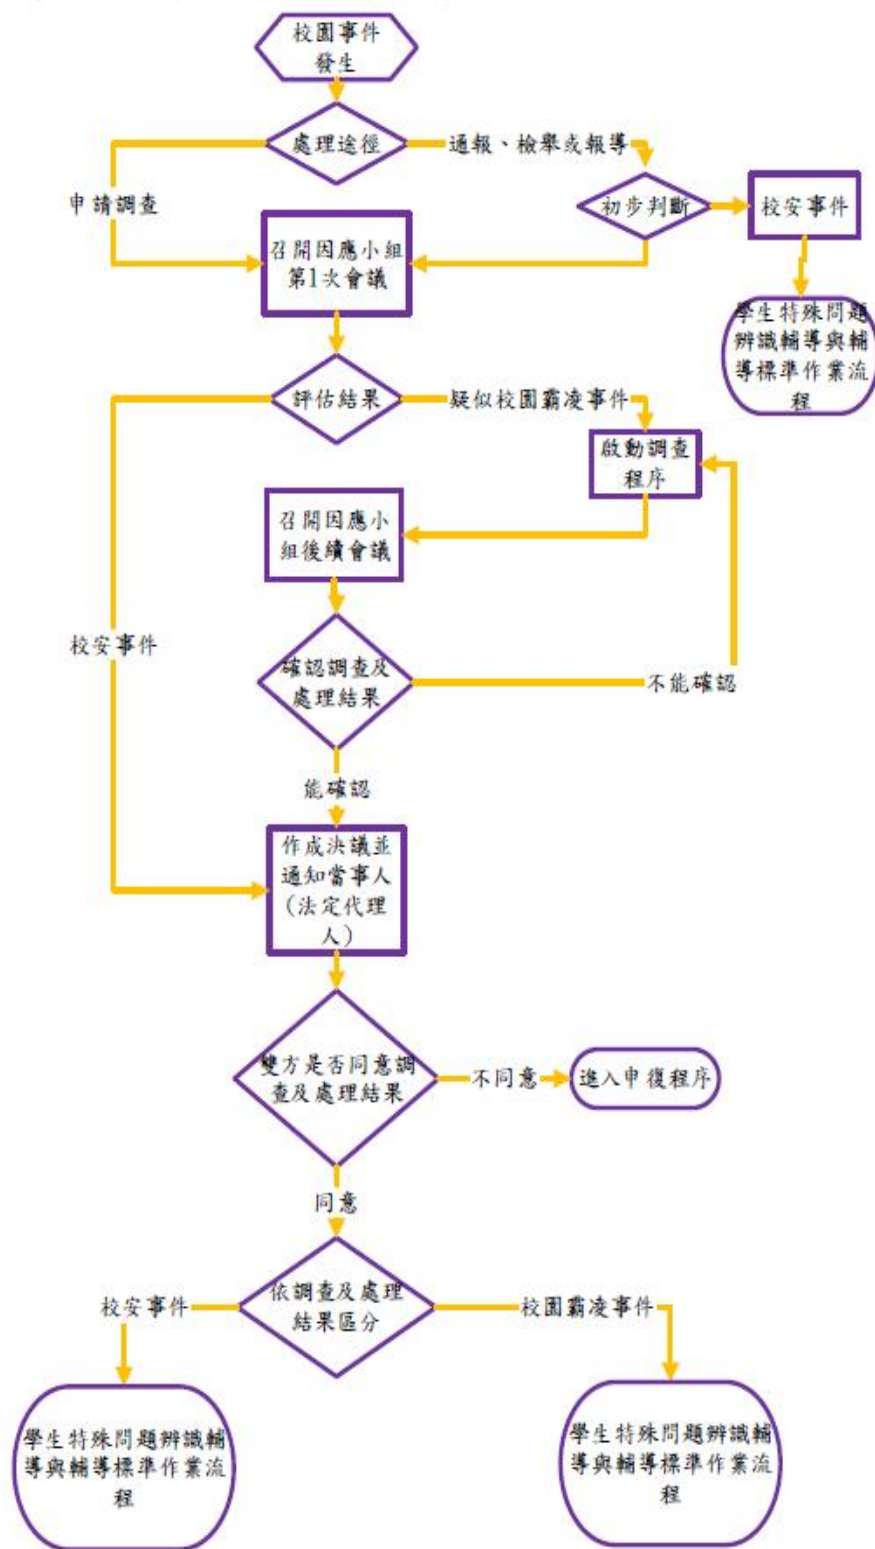 校園事件
發生
處理途徑
通報、檢舉或報導
申請調查
初步判斷
校安事件
召開因應小組
第1次會議
學生特殊問題
辨識輔導與輔
導標準作業流
程
評估結果
疑似校園霸凌事件
啟動調查
程序
召開因應小
組後續會議
校安事件
確認調查及
處理結果
不能確認
能確認
作成決議並
通知當事人
(法定代理
人)
雙方是否同意調
查及處理結果
不同意
進入申復程序
同意
依調查及處理
結果區分
校安事件
校園霸凌事件
學生特殊問題辨識輔
導與輔導標準作業流
程
學生特殊問題辨識輔
導與輔導標準作業流
程